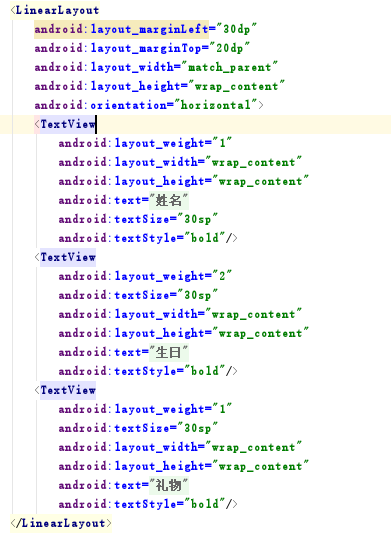 <LinearLayout
    android:layout_marginLeft="30dp"
    android:layout_marginTop="20dp"
    android:layout_width="match_parent"
    android:layout_height="wrap_content"
    android:orientation="horizontal">
    <TextView
        android:layout_weight="1"
        android:layout_width="wrap_content"
        android:layout_height="wrap_content"
        android:text="姓名"
        android:textSize="30sp"
        android:textStyle="bold"/>
    <TextView
        android:layout_weight="2"
        android:textSize="30sp"
        android:layout_width="wrap_content"
        android:layout_height="wrap_content"
        android:text="生日"
        android:textStyle="bold"/>
    <TextView
        android:layout_weight="1"
        android:textSize="30sp"
        android:layout_width="wrap_content"
        android:layout_height="wrap_content"
        android:text="礼物"
        android:textStyle="bold"/>
</LinearLayout>